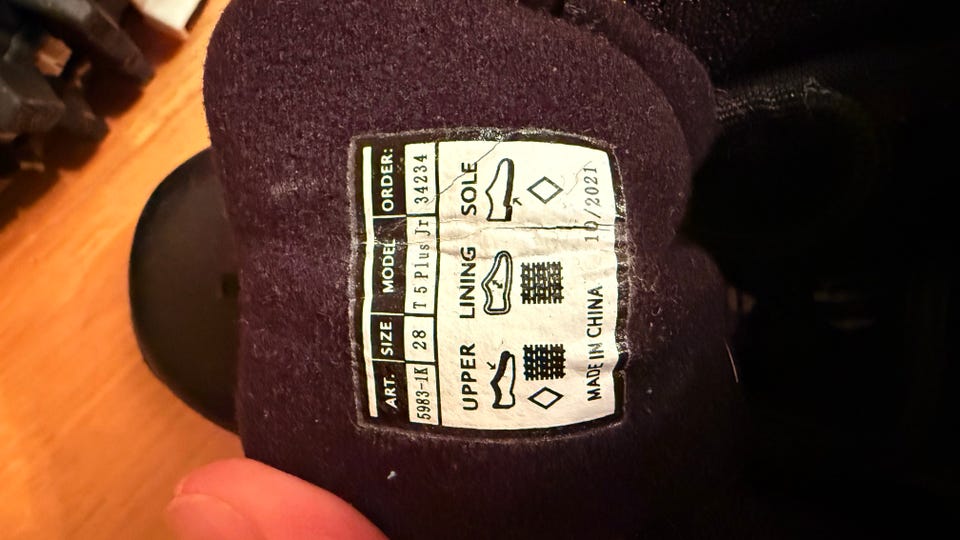 ART. SIZE MODEL ORDER:
5983-1K 28 T 5 Plus Jr 34234
UPPER LINING SOLE
MADE IN CHINA 10/2021